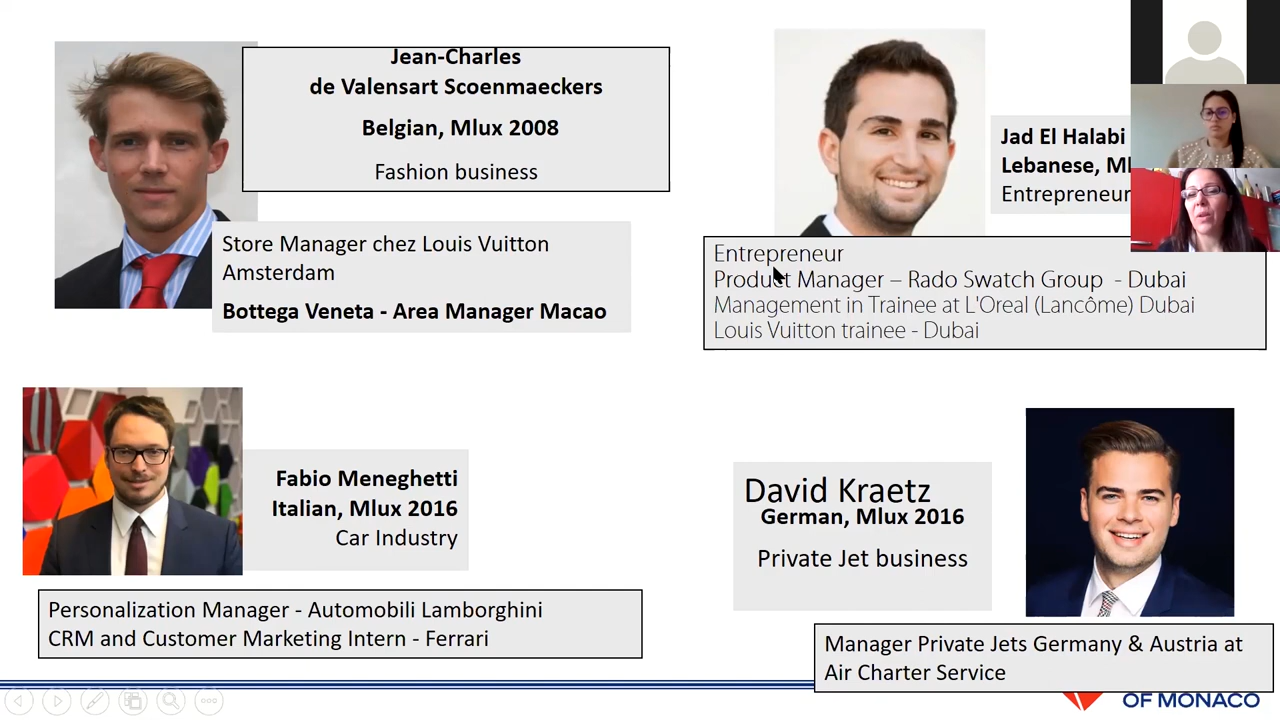 Jean-Charles
de Valensart Scoenmaeckers
Belgian, Mlux 2008
Fashion business
Store Manager chez Louis Vuitton
Amsterdam
Bottega Veneta - Area Manager Macao
Jad El Halabi
Lebanese,
Entrepreneur
Entrepreneur
Product Manager – Rado Swatch Group - Dubai
Management in Trainee at L'Oreal (Lancôme) Dubai
Louis Vuitton trainee - Dubai
Fabio Meneghetti
Italian, Mlux 2016
Car Industry
Personalization Manager - Automobili Lamborghini
CRM and Customer Marketing Intern - Ferrari
David Kraetz
German, Mlux 2016
Private Jet business
Manager Private Jets Germany & Austria at
Air Charter Service
OF MONACO